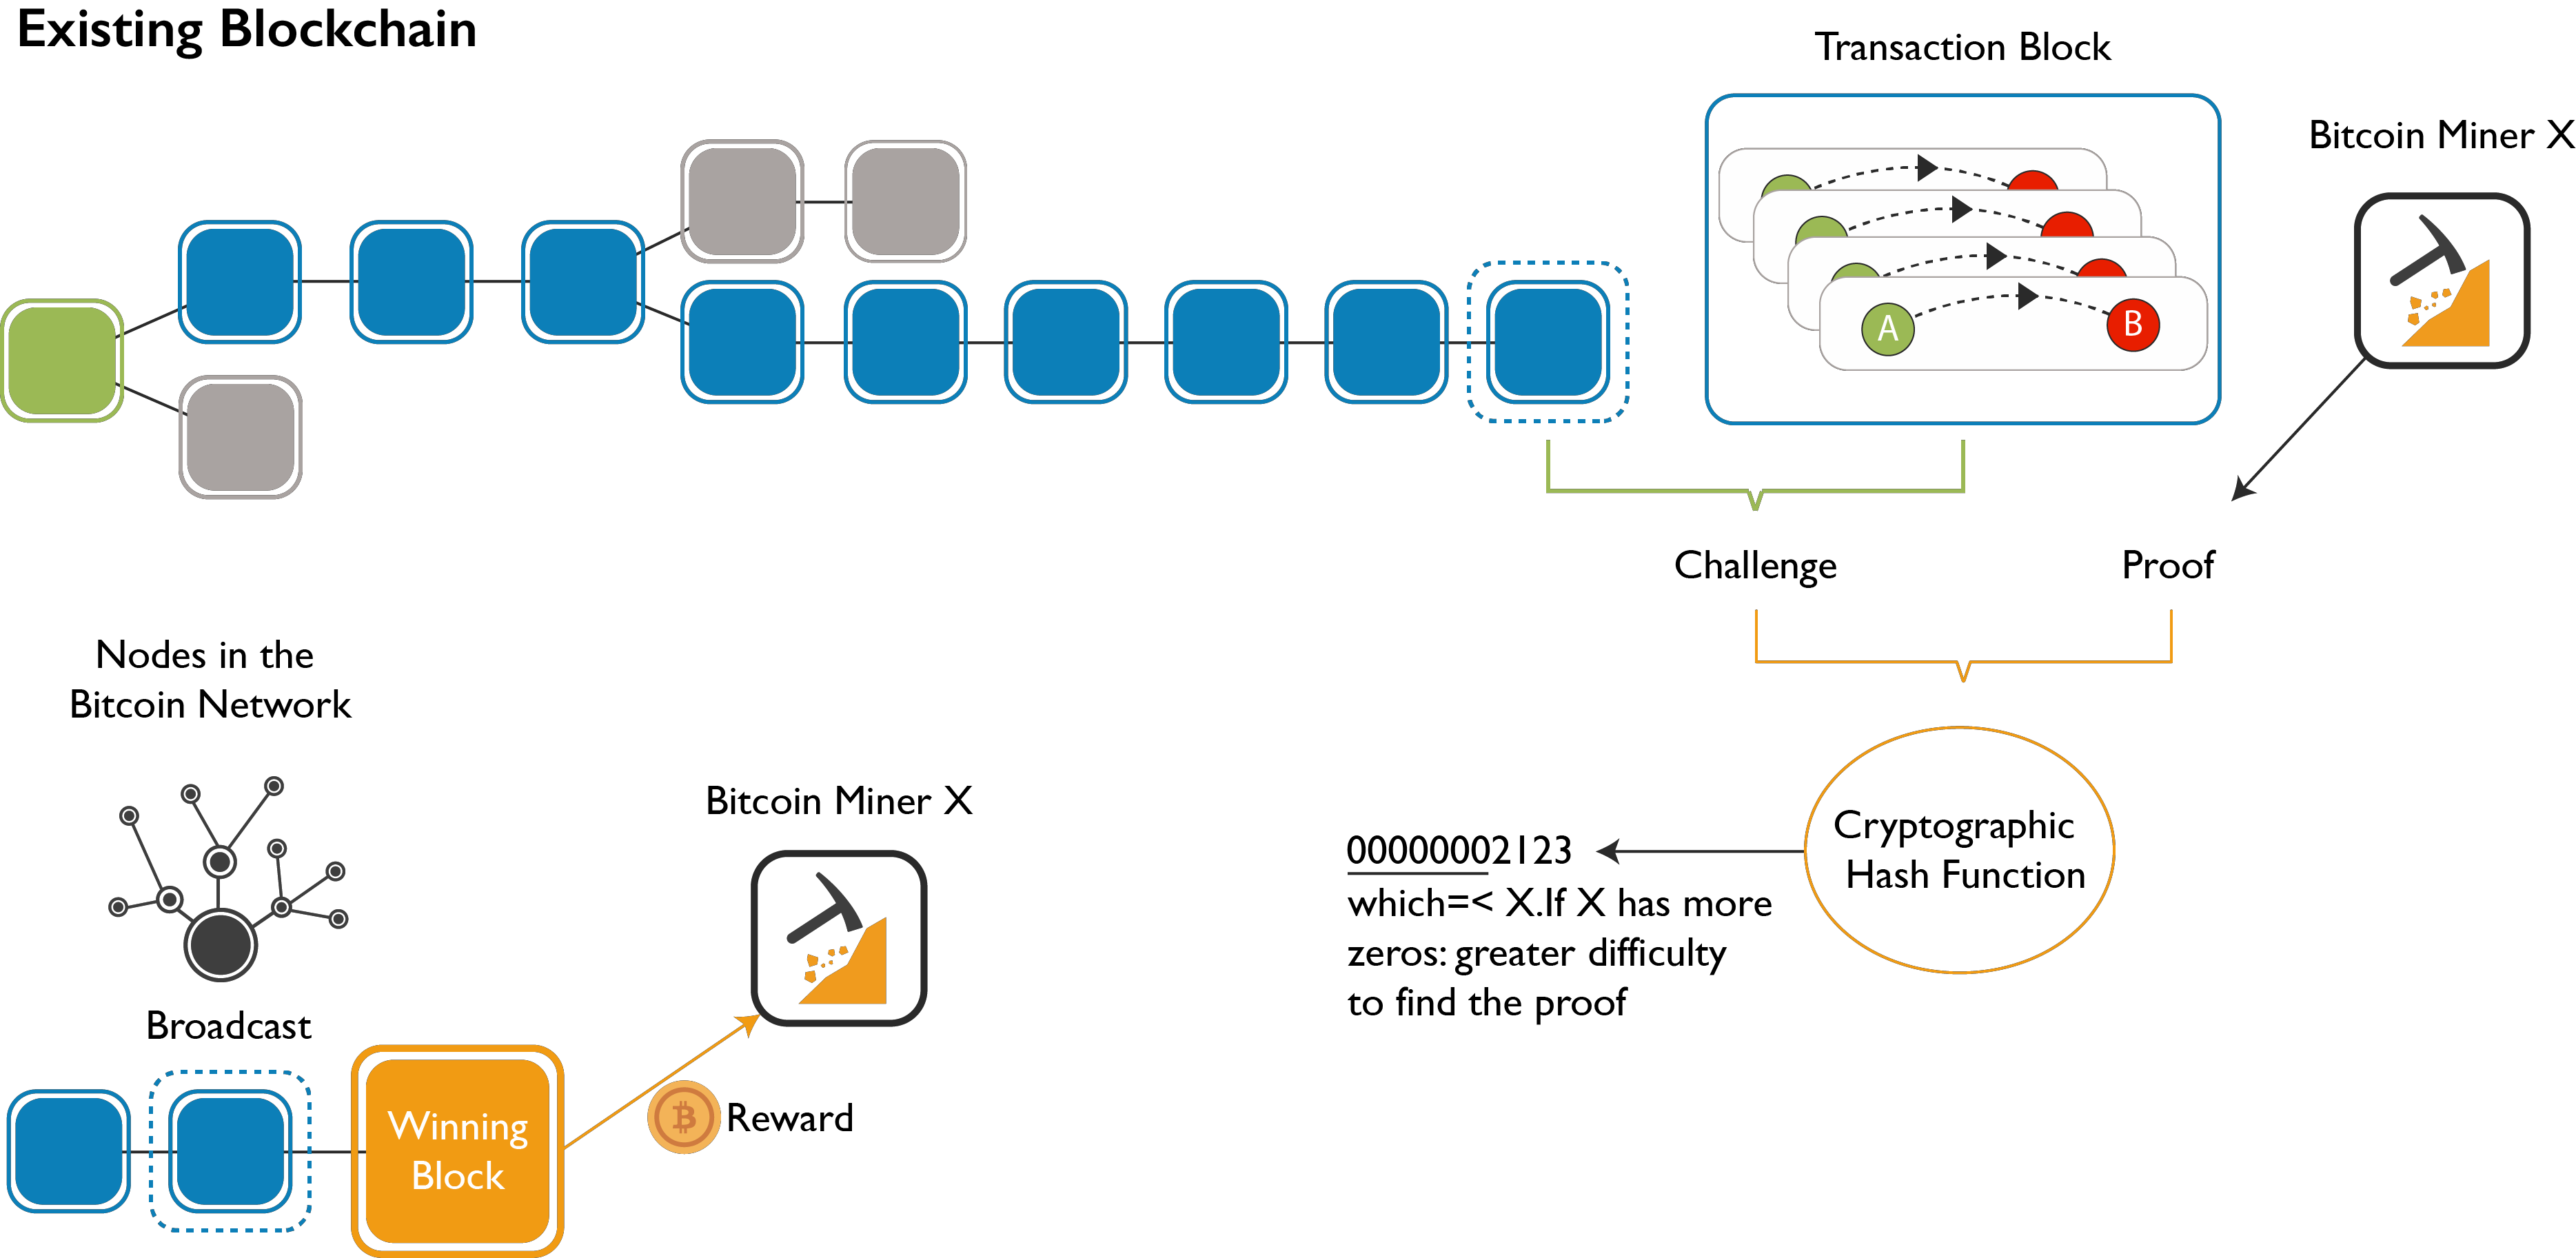 Existing Blockchain
Transaction Block
Bitcoin Miner X
A
B
Challenge
Proof
Nodes in the
Bitcoin Network
Broadcast
Winning
Block
Bitcoin Miner X
Reward
Cryptographic
Hash Function
00000002123
which=< X.If X has more
zeros: greater difficulty
to find the proof